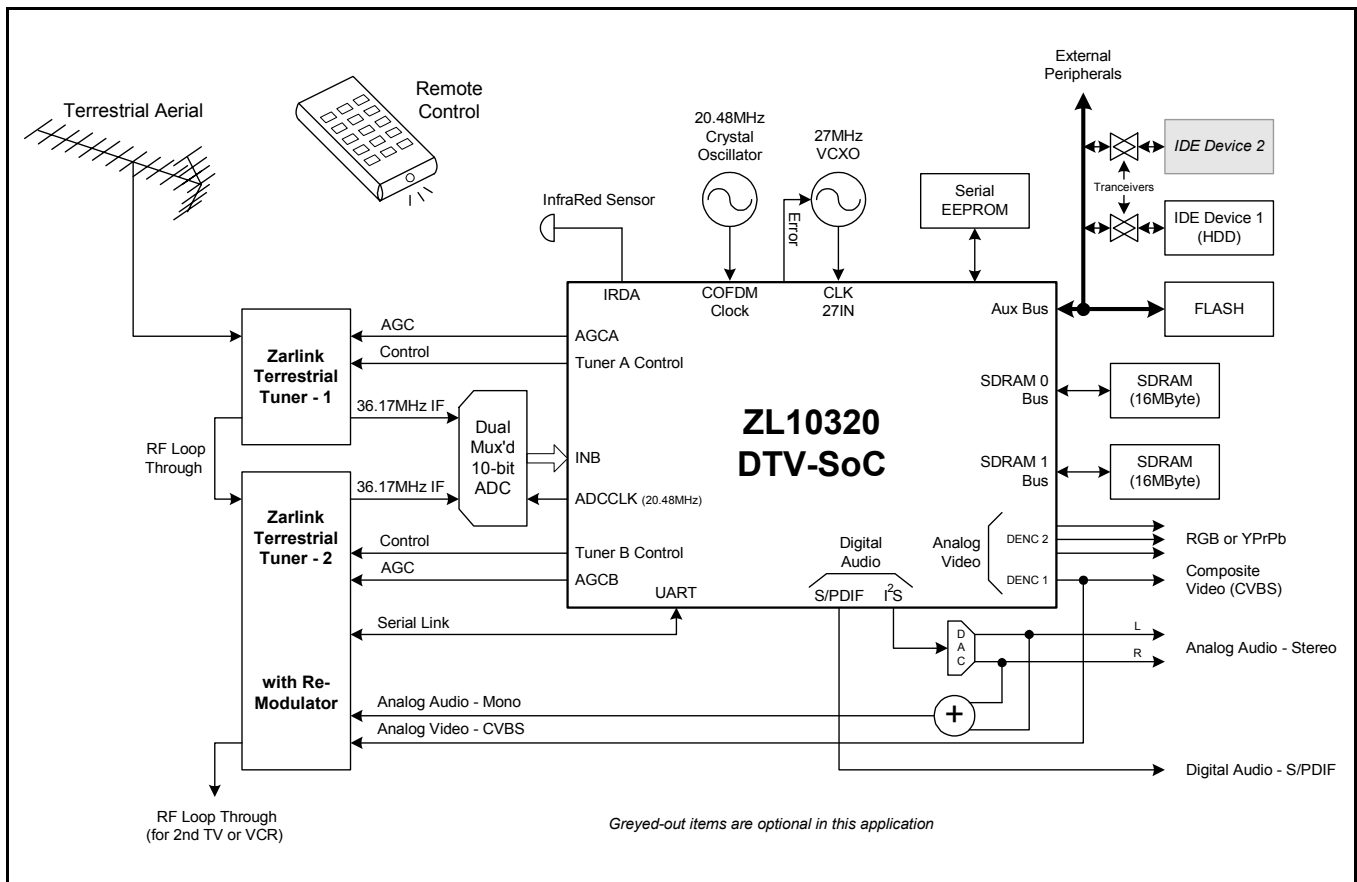 External
Peripherals
Terrestrial Aerial
Remote
Control
20.48MHz
Crystal
Oscillator
27MHz
VCXO
IDE Device 2
Tranceivers
InfraRed Sensor
Error
Serial
EEPROM
IDE Device 1
(HDD)
IRDA
COFDM
Clock
CLK
27IN
Aux Bus
FLASH
Zarlink
Terrestrial
Tuner - 1
AGC
Control
36.17MHz IF
AGCA
Tuner A Control
SDRAM 0
Bus
SDRAM
(16MByte)
RF Loop
Through
Dual
Mux'd
10-bit
ADC
INB
ADCCLK (20.48MHz)
ZL10320
DTV-SoC
SDRAM 1
Bus
SDRAM
(16MByte)
Zarlink
Terrestrial
Tuner - 2
with Re-
Modulator
36.17MHz IF
Control
AGC
Serial Link
Tuner B Control
AGCB
UART
Digital
Audio
S/PDIF
I²S
Analog
Video
DENC 2
DENC 1
RGB or YPrPb
Composite
Video (CVBS)
D
A
C
L
R
Analog Audio - Stereo
Analog Audio - Mono
+
Analog Video - CVBS
Digital Audio - S/PDIF
RF Loop Through
(for 2nd TV or VCR)
Greyed-out items are optional in this application